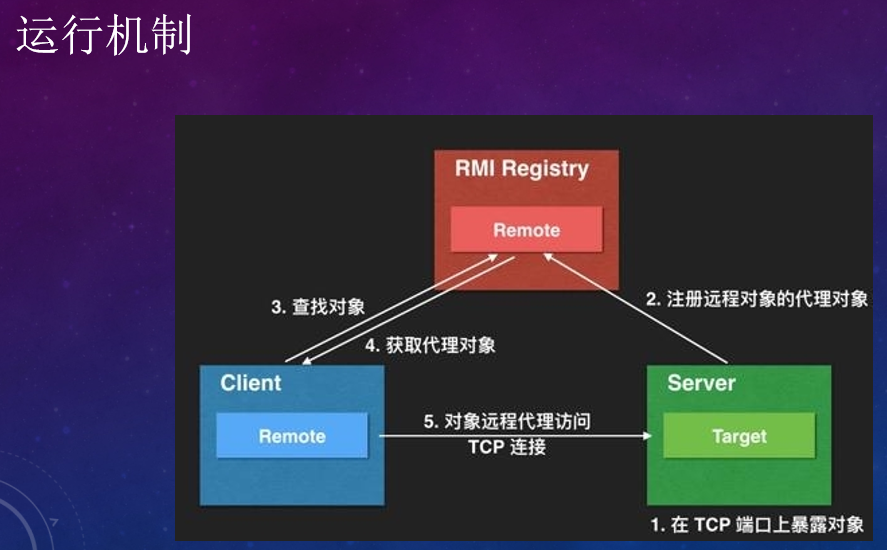 运行机制
RMI Registry
Remote
3. 查找对象
2. 注册远程对象的代理对象
4. 获取代理对象
Client
Remote
5. 对象远程代理访问
TCP 连接
Server
Target
1. 在 TCP 端口上暴露对象